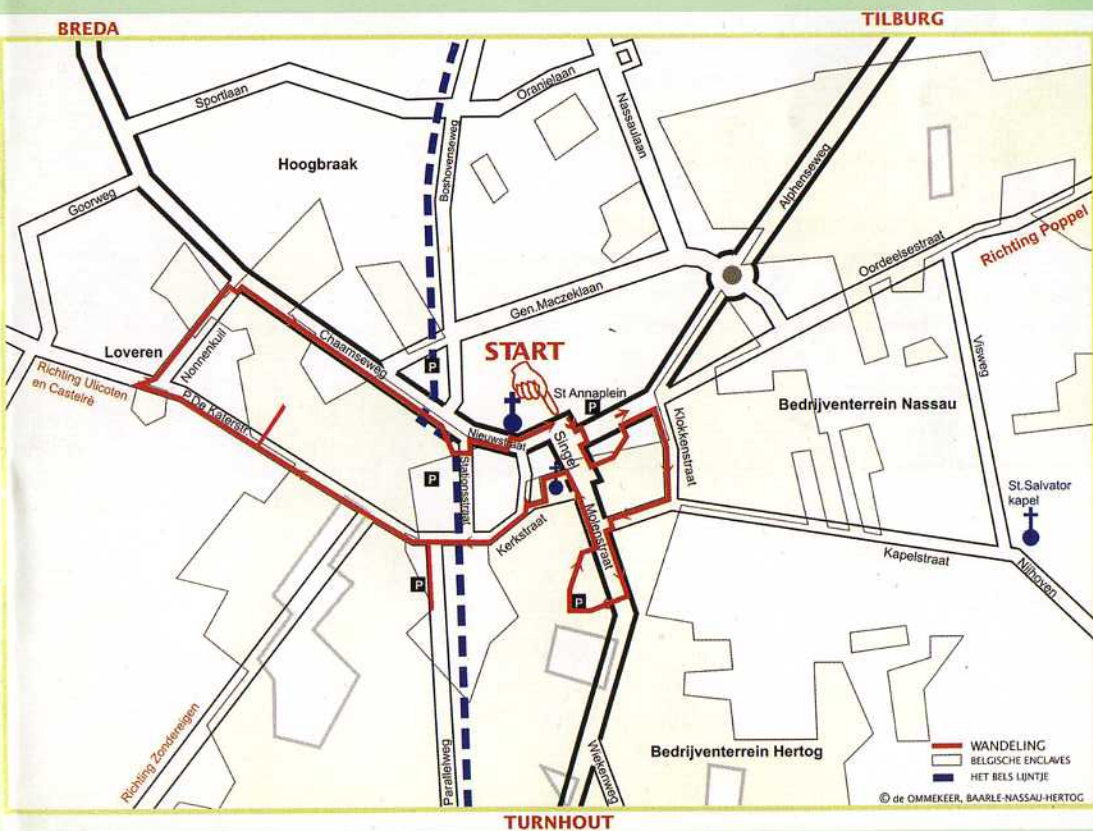 BREDA
TILBURG
Sportlaan
Oranjelaan
Nassaulaan
Hoogbraak
Boshovenseweg
Alphenseweg
Goorweg
Oordeelsestraat
Richting Poppel
Gen.Maczeklaan
Chaamseweg
Nonnenkuil
Loveren
Richting Ulicoten
en Castelrè
P
START
St Annaplein
P
Visweg
P.De Katerstr.
Nieuwstraat
Singel
Klokkenstraat
Bedrijventerrein Nassau
P
Stationsstraat
St.Salvator
kapel
Kerkstraat
Molenstraat
Kapelstraat
Nijhoven
P
P
Richting Zondereigen
Parallelweg
Wiekenweg
Bedrijventerrein Hertog
WANDELING
BELGISCHE ENCLAVES
HET BELS LIJNTJE
© de OMMEKEER, BAARLE-NASSAU-HERTOG
TURNHOUT